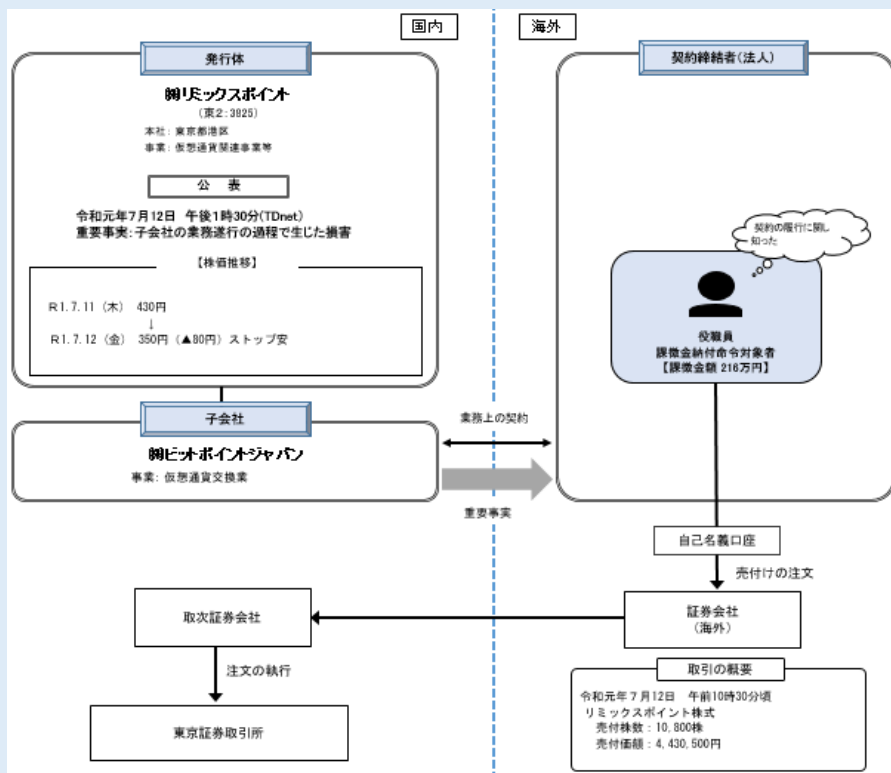 国内
海外
発行体
㈱リミックスポイント
(東2:3825)
本社: 東京都港区
事業: 仮想通貨関連事業等
公 表
令和元年7月12日 午後1時30分(TDnet)
重要事実:子会社の業務遂行の過程で生じた損害
【株価推移】
R1.7.11 (木) 430円
↓
R1.7.12 (金) 350円 (▲80円) ストップ安
子会社
㈱ビットポイントジャパン
事業: 仮想通貨交換業
業務上の契約
重要事実
契約締結者(法人)
契約の履行に関し
知った
役職員
課徴金納付命令対象者
【課徴金額 216万円】
自己名義口座
売付けの注文
証券会社
(海外)
取次証券会社
注文の執行
東京証券取引所
取引の概要
令和元年7月12日 午前10時30分頃
リミックスポイント株式
売付株数:10,800株
売付価額:4,430,500円